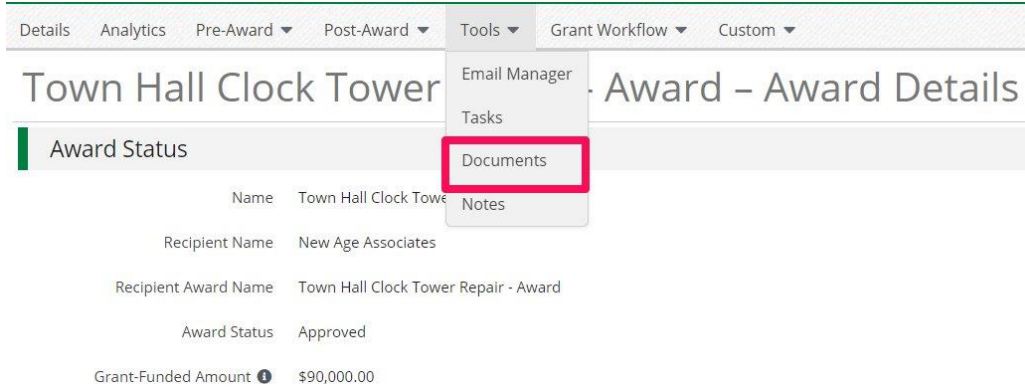 Details Analytics Pre-Award Post-Award Tools Grant Workflow Custom
Town Hall Clock Tower - Award – Award Details
Email Manager
Tasks
Documents
Notes
Award Status
Name Town Hall Clock
Recipient Name New Age Associates
Recipient Award Name Town Hall Clock Tower Repair - Award
Award Status Approved
Grant-Funded Amount $90,000.00